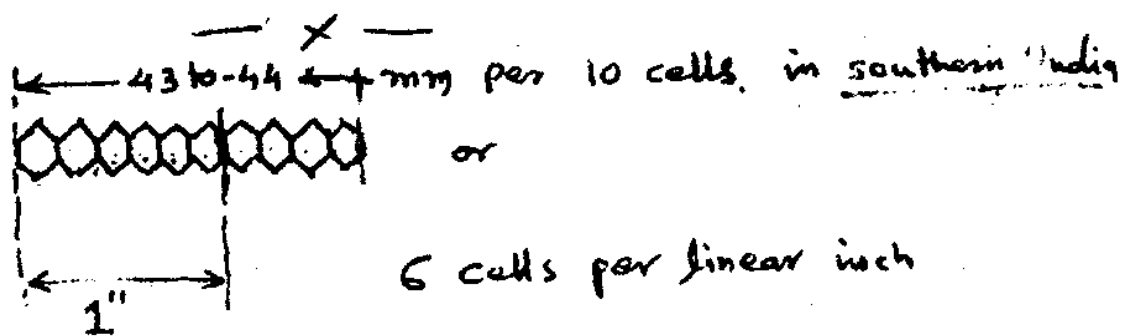 — X —
43 to 44 mm per 10 cells. in southern India
or
6 cells per linear inch
1"